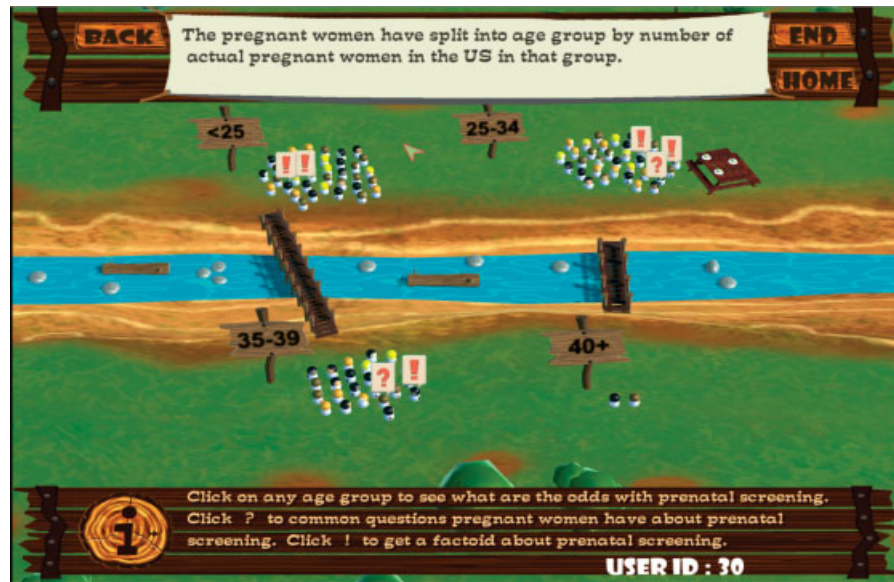 BACK
The pregnant women have split into age group by number of
actual pregnant women in the US in that group.
END
HOME
<25
25-34
! !
! ! ?
35-39
40+
? !
i
Click on any age group to see what are the odds with prenatal screening.
Click ? to common questions pregnant women have about prenatal
screening. Click ! to get a factoid about prenatal screening.
USER ID : 30